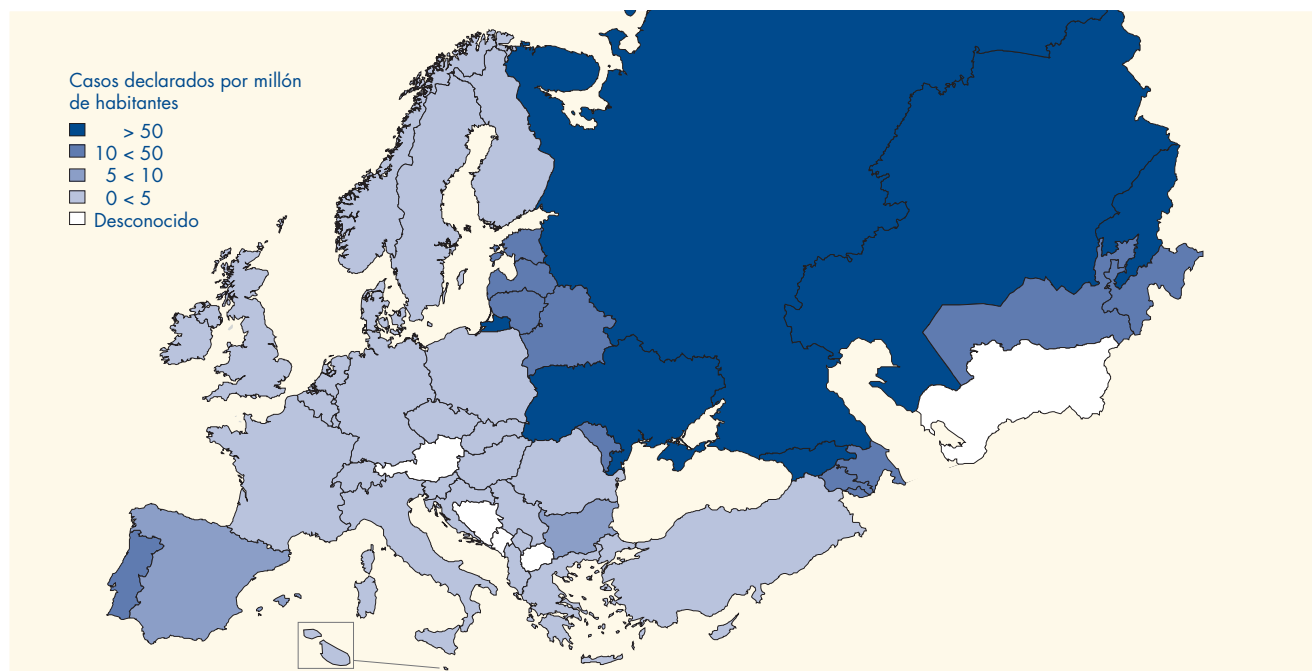 Casos declarados por millón
de habitantes
> 50
10 < 50
5 < 10
0 < 5
Desconocido